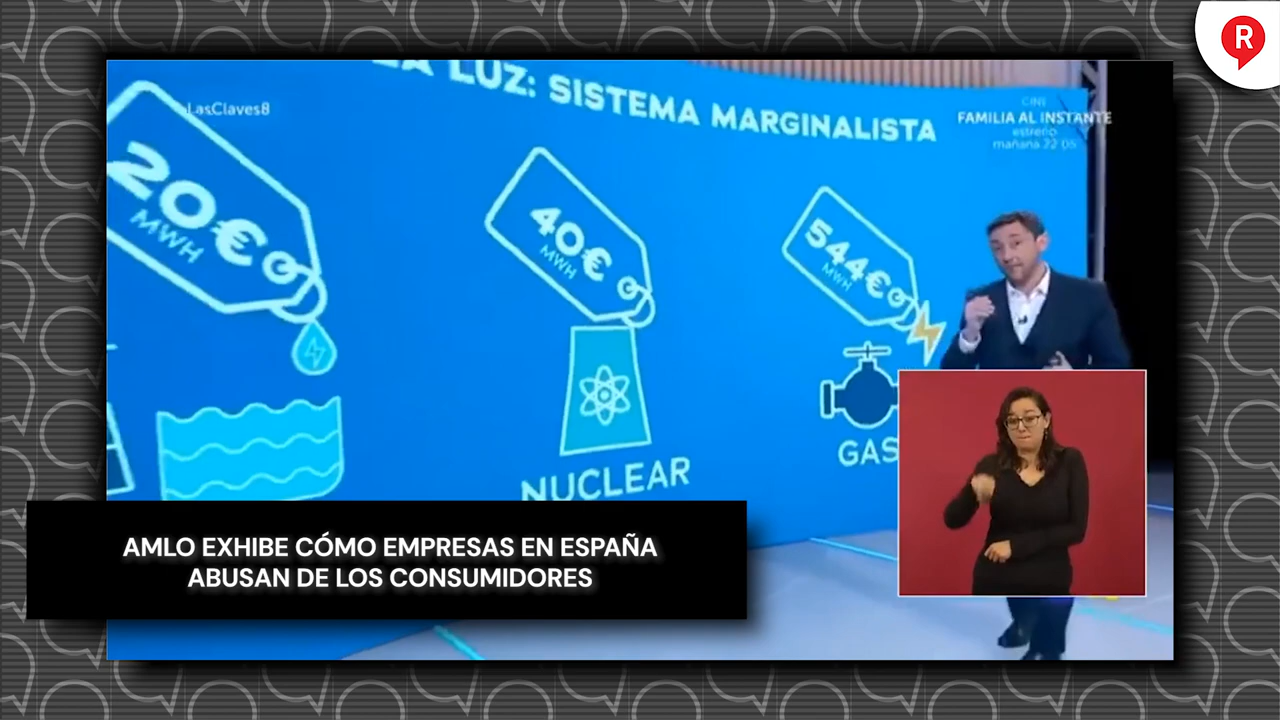 R
LasClaves8
LA LUZ: SISTEMA MARGINALISTA
CINE
FAMILIA AL INSTANTE
estreno
mañana 22:05
20€
MWH
40€
MWH
544€
MWH
NUCLEAR
GAS
AMLO EXHIBE CÓMO EMPRESAS EN ESPAÑA
ABUSAN DE LOS CONSUMIDORES